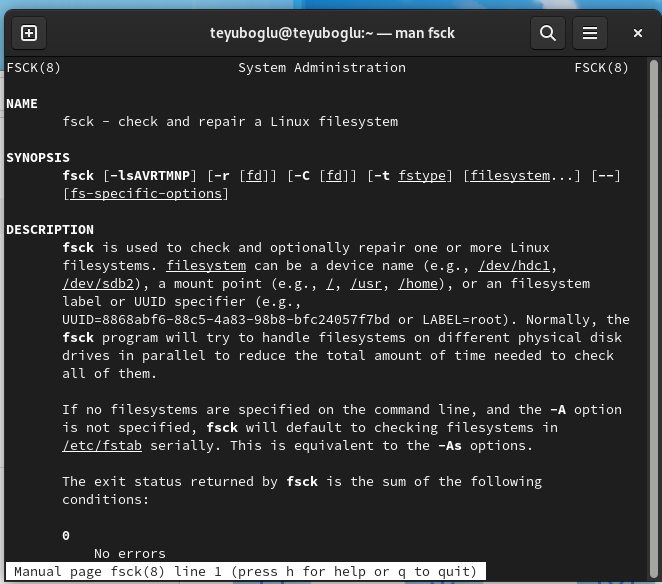 teyuboglu@teyuboglu:~ — man fsck
FSCK(8) System Administration FSCK(8)
NAME
fsck - check and repair a Linux filesystem
SYNOPSIS
fsck [-lsAVRTMNP] [-r [fd]] [-C [fd]] [-t fstype] [filesystem...] [--]
[fs-specific-options]
DESCRIPTION
fsck is used to check and optionally repair one or more Linux
filesystems. filesystem can be a device name (e.g., /dev/hdc1,
/dev/sdb2), a mount point (e.g., /, /usr, /home), or an filesystem
label or UUID specifier (e.g.,
UUID=8868abf6-88c5-4a83-98b8-bfc24057f7bd or LABEL=root). Normally, the
fsck program will try to handle filesystems on different physical disk
drives in parallel to reduce the total amount of time needed to check
all of them.
If no filesystems are specified on the command line, and the -A option
is not specified, fsck will default to checking filesystems in
/etc/fstab serially. This is equivalent to the -As options.
The exit status returned by fsck is the sum of the following
conditions:
0
No errors
Manual page fsck(8) line 1 (press h for help or q to quit)